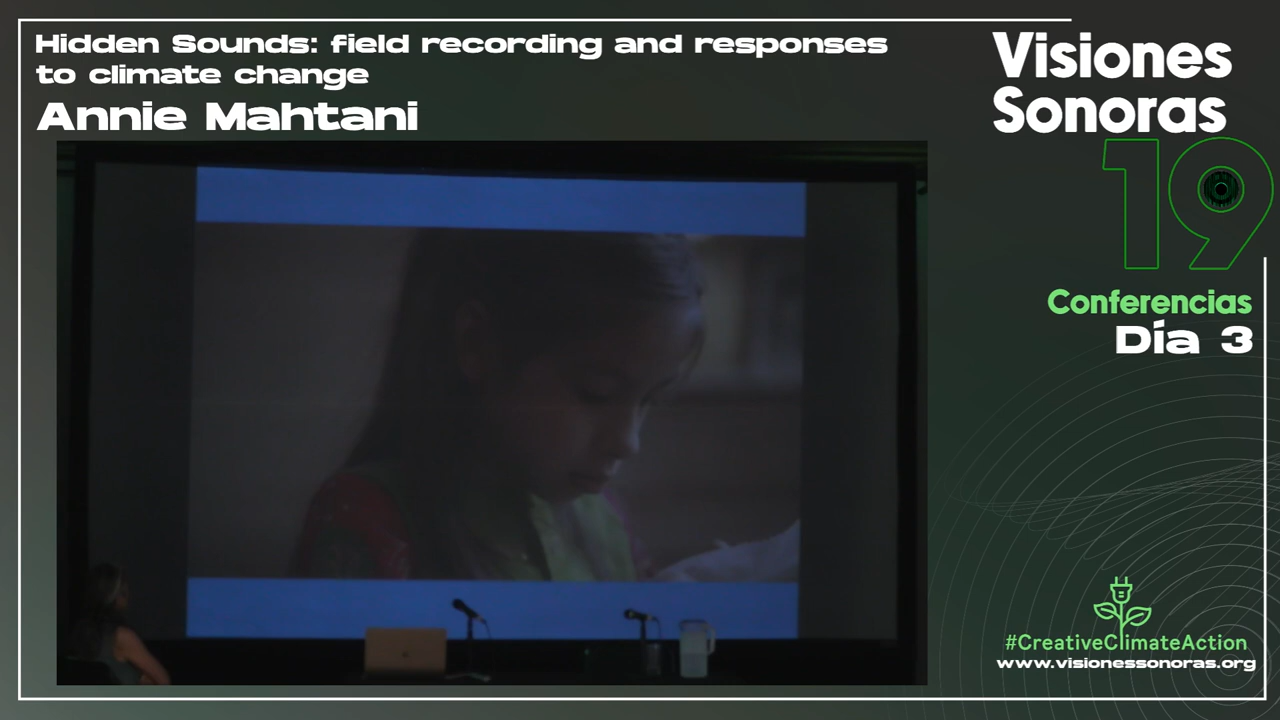 Hidden Sounds: field recording and responses
to climate change
Annie Mahtani
Visiones
Sonoras
19
Conferencias
Día 3
#CreativeClimateAction
www.visionessonoras.org